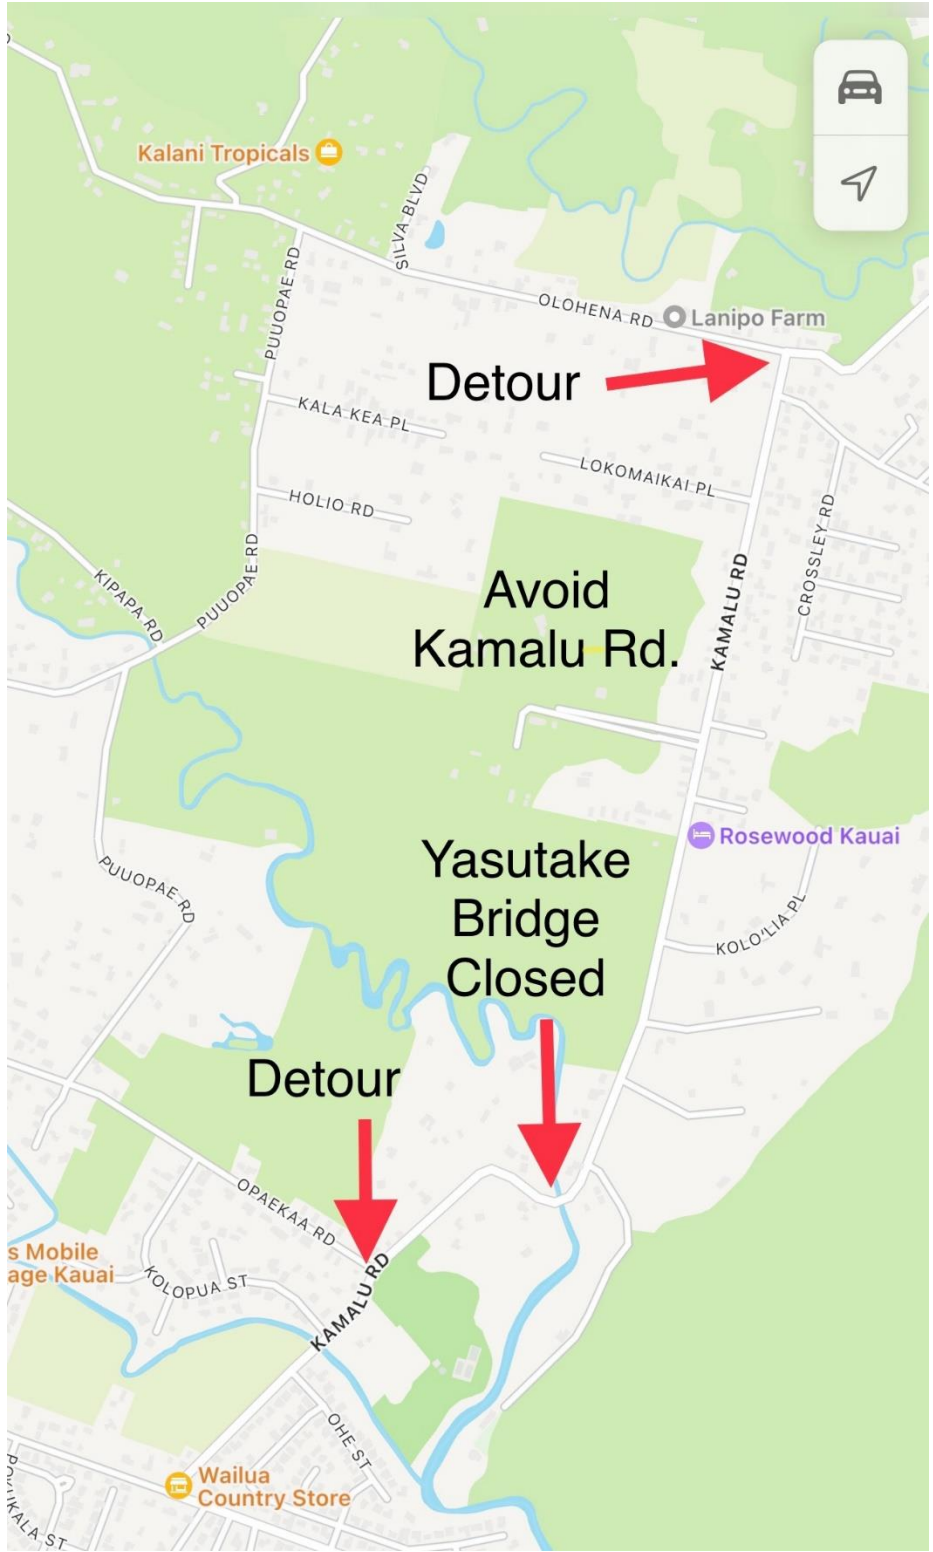 Kalani Tropicals
SILVA BLVD
PUUOPAE RD
OLOHENA RD
Lanipo Farm
Detour
KALA KEA PL
LOKOMAIKAI PL
HOLIO RD
CROSSLEY RD
PUUOPAE RD
KIPAPA RD
Avoid
Kamalu Rd.
KAMALU RD
Rosewood Kauai
Yasutake
Bridge
Closed
PUUOPAE RD
KOLO'LIA PL
Detour
OPAEKAA RD
s Mobile
age Kauai
KOLOPUA ST
KAMALU RD
OHE ST
Wailua
Country Store